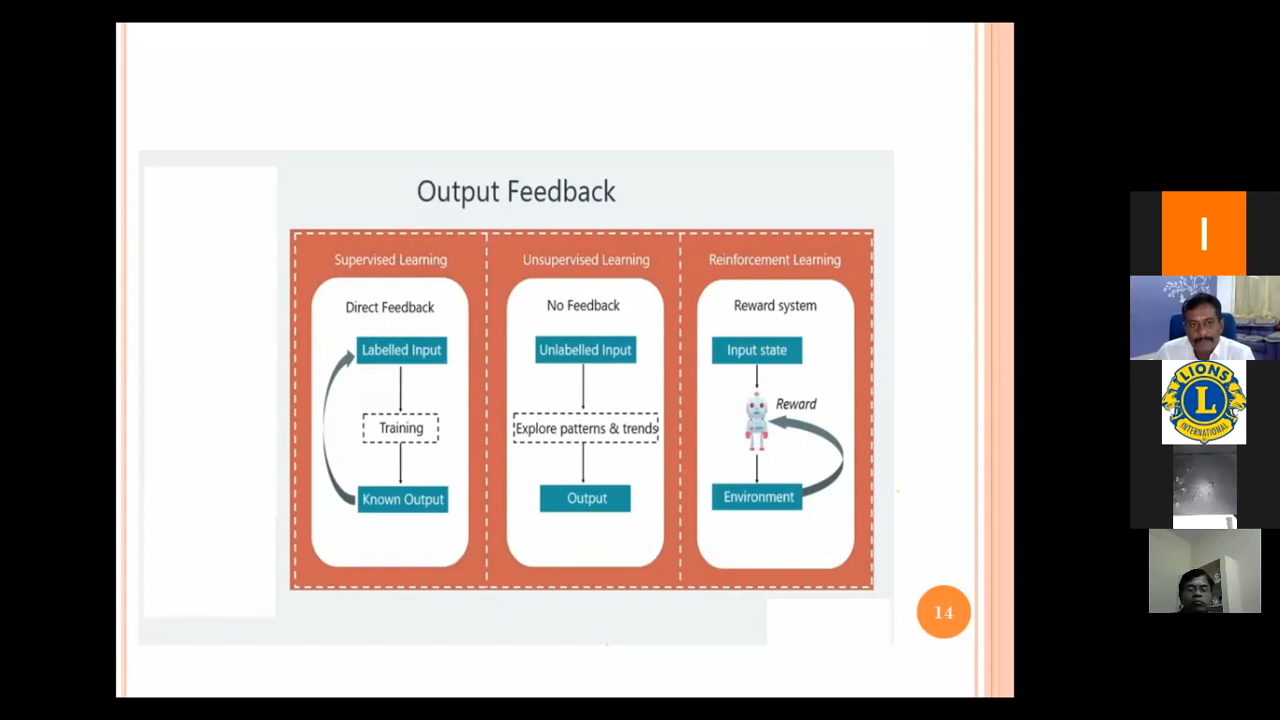 Output Feedback
Supervised Learning
Direct Feedback
Labelled Input
Training
Known Output
Unsupervised Learning
No Feedback
Unlabelled Input
Explore patterns & trends
Output
Reinforcement Learning
Reward system
Input state
Reward
Environment
14
I
LIONS
L
INTERNATIONAL